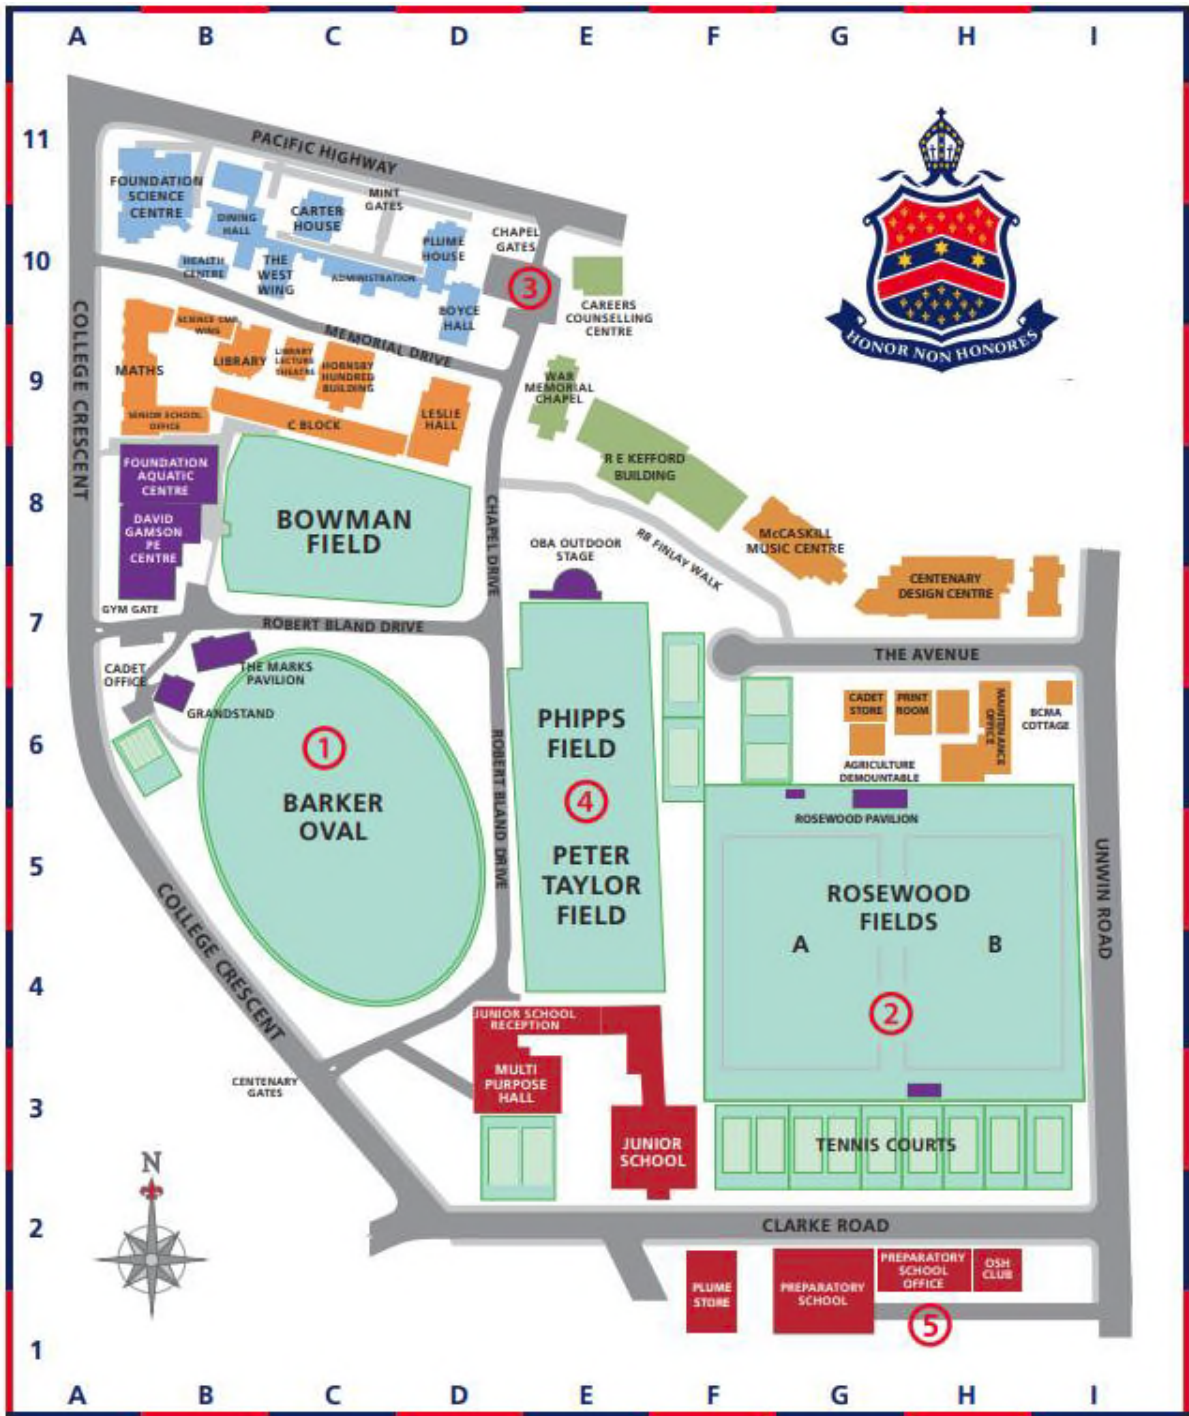 A B C D E F G H I
11
10
9
8
7
6
5
4
3
2
1
PACIFIC HIGHWAY
FOUNDATION
SCIENCE
CENTRE
DINING
HALL
CARTER
HOUSE
MINT
GATES
PLUME
HOUSE
CHAPEL
GATES
HEALTH
CENTRE
THE
WEST
WING
ADMINISTRATION
BOYCE
HALL
3
CAREERS
COUNSELLING
CENTRE
HONOR NON HONORES
COLLEGE CRESCENT
MEMORIAL DRIVE
MATHS
WING
LIBRARY
LIBRARY
LECTURE
THEATRE
HORNSBY
HUNDRED
BUILDING
WAR
MEMORIAL
CHAPEL
SENIOR SCHOOL
OFFICE
C BLOCK
LESLIE
HALL
R E KEFFORD
BUILDING
FOUNDATION
AQUATIC
CENTRE
DAVID
GAMSON
PE
CENTRE
BOWMAN
FIELD
CHAPEL DRIVE
OBA OUTDOOR
STAGE
RB FINLAY WALK
McCASKILL
MUSIC CENTRE
CENTENARY
DESIGN CENTRE
GYM GATE
ROBERT BLAND DRIVE
THE AVENUE
CADET
OFFICE
THE MARKS
PAVILION
GRANDSTAND
1
BARKER
OVAL
ROBERT BLAND DRIVE
PHIPPS
FIELD
4
PETER
TAYLOR
FIELD
CADET
STORE
PRINT
ROOM
MAINTENANCE
OFFICE
BCMA
COTTAGE
AGRICULTURE
DEMOUNTABLE
ROSEWOOD PAVILION
ROSEWOOD
FIELDS
A
B
2
UNWIN ROAD
COLLEGE CRESCENT
JUNIOR SCHOOL
RECEPTION
MULTI
PURPOSE
HALL
CENTENARY
GATES
JUNIOR
SCHOOL
TENNIS COURTS
N
CLARKE ROAD
PLUME
STORE
PREPARATORY
SCHOOL
PREPARATORY
SCHOOL
OFFICE
OSH
CLUB
5
A B C D E F G H I